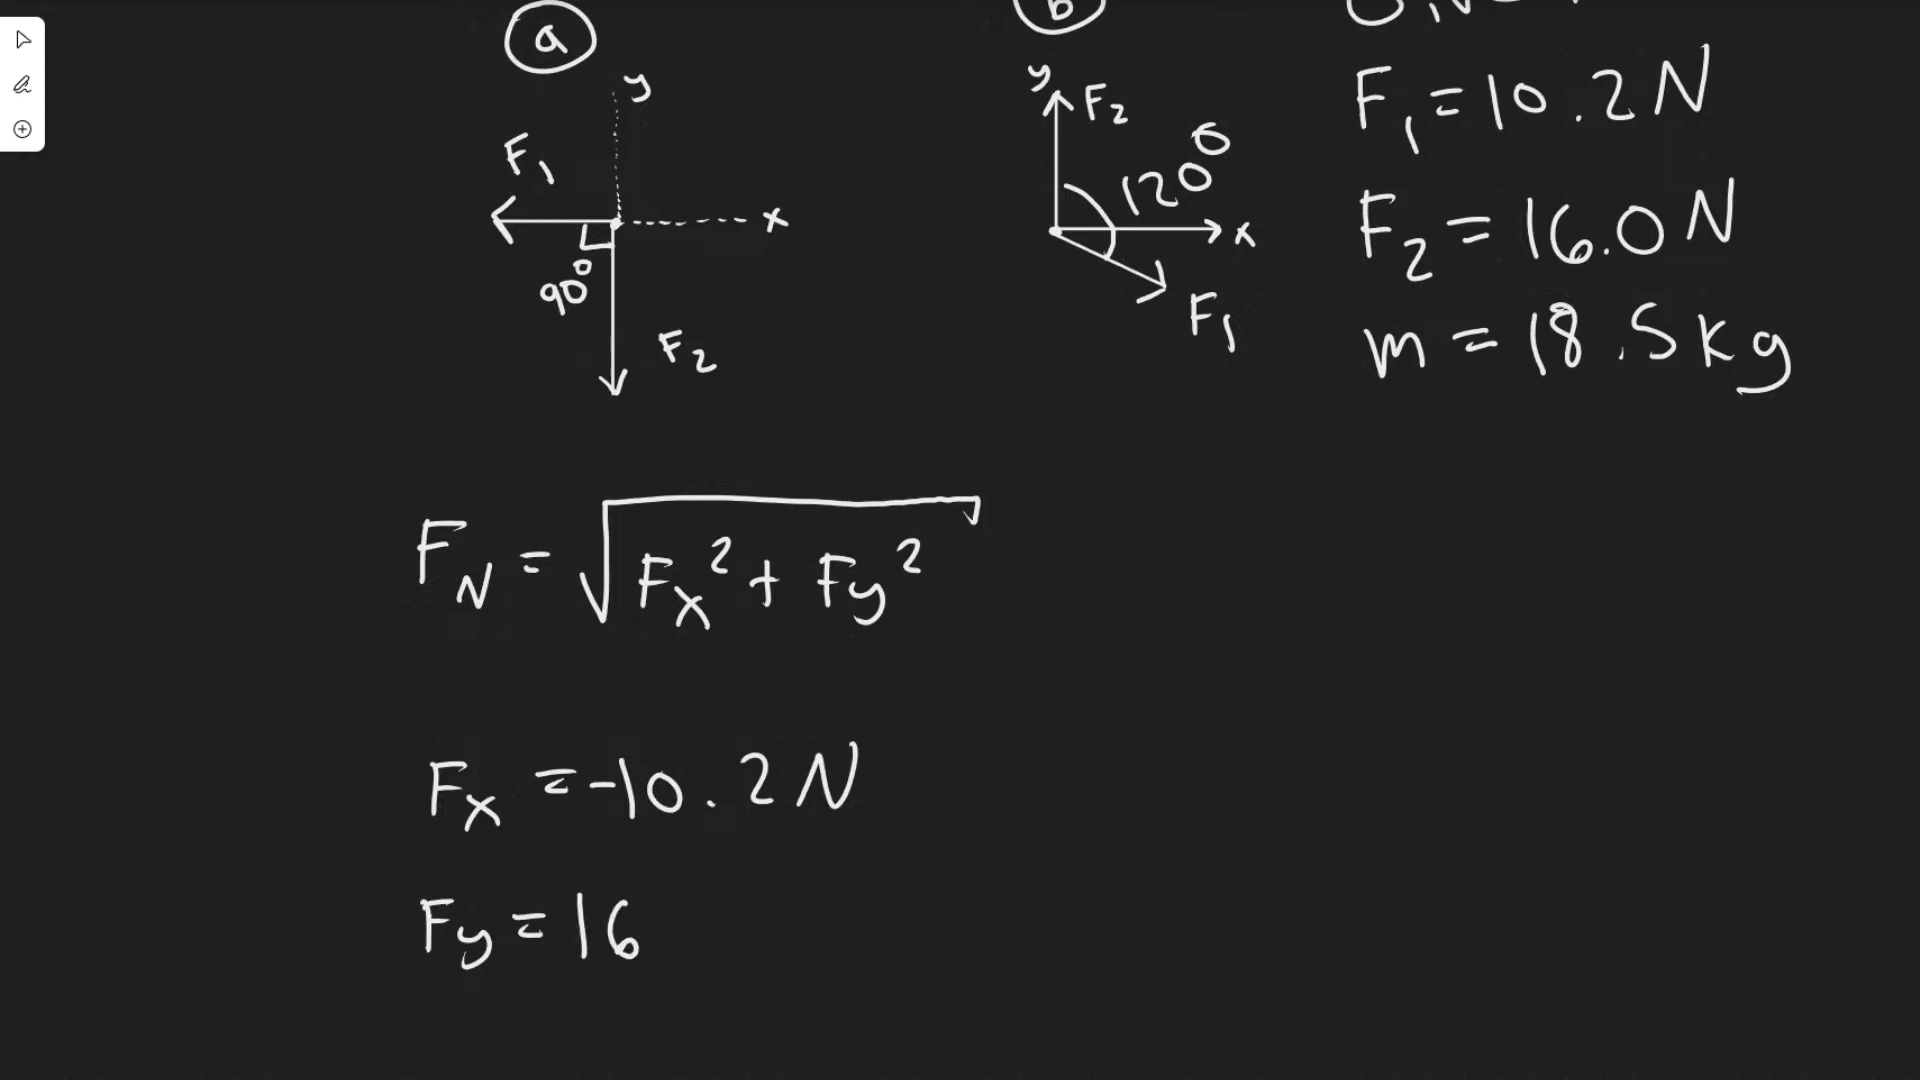 a
b
y
F₁
x
90°
F₂
y
F₂
120°
x
F₁
F₁ = 10.2 N
F₂ = 16.0 N
m = 18.5 kg
F_N = √(Fx² + Fy²)
Fx = -10.2 N
Fy = 16